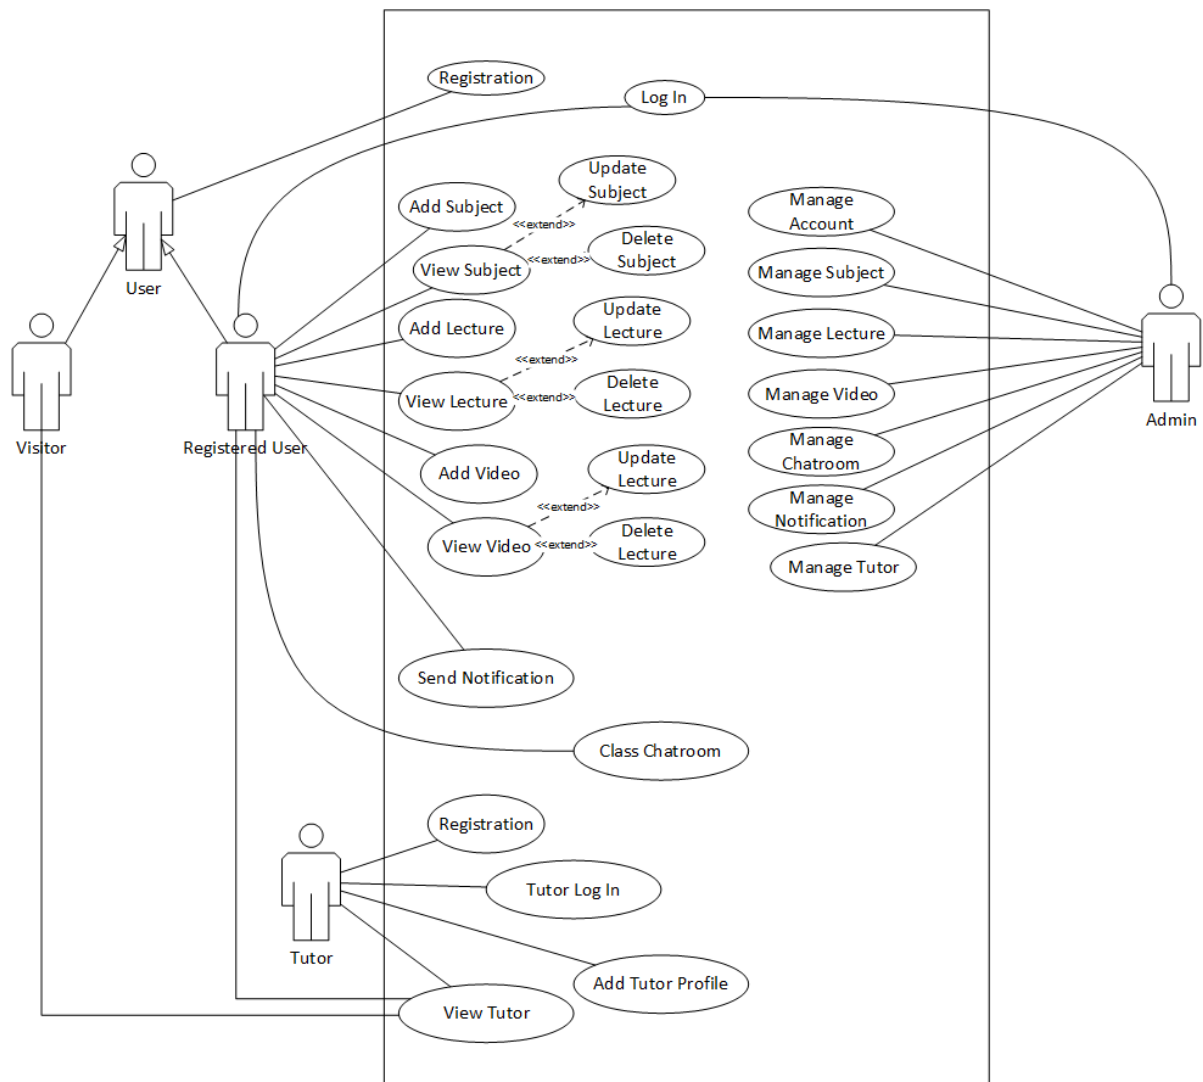 Registration
Log In
Update
Subject
Add Subject
Manage
Account
<<extend>>
Delete
Subject
<<extend>>
View Subject
Manage Subject
User
Update
Lecture
Add Lecture
Manage Lecture
<<extend>>
Delete
Lecture
<<extend>>
View Lecture
Manage Video
Visitor
Registered User
Admin
Manage
Chatroom
Update
Lecture
Add Video
<<extend>>
Manage
Notification
Delete
Lecture
<<extend>>
View Video
Manage Tutor
Send Notification
Class Chatroom
Registration
Tutor Log In
Tutor
Add Tutor Profile
View Tutor